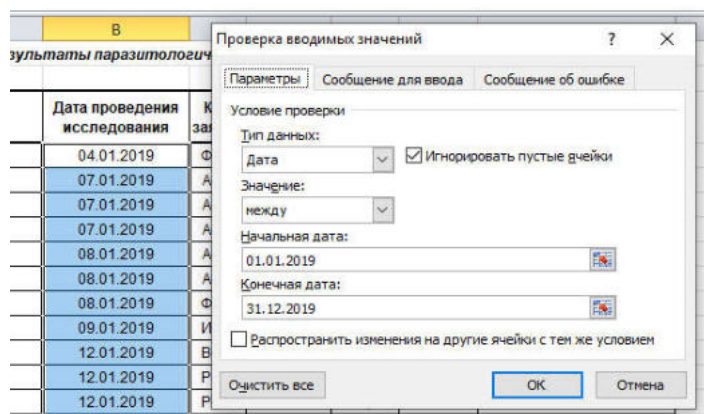 B
зультаты паразитологич
Дата проведения
исследования
К
зая
04.01.2019
Ф
07.01.2019
А
07.01.2019
А
07.01.2019
А
08.01.2019
А
08.01.2019
А
08.01.2019
Ф
09.01.2019
И
12.01.2019
В
12.01.2019
Р
12.01.2019
Р
Проверка вводимых значений
Параметры Сообщение для ввода Сообщение об ошибке
Условие проверки
Тип данных:
Дата Игнорировать пустые ячейки
Значение:
между
Начальная дата:
01.01.2019
Конечная дата:
31.12.2019
Распространить изменения на другие ячейки с тем же условием
Очистить все ОК Отмена